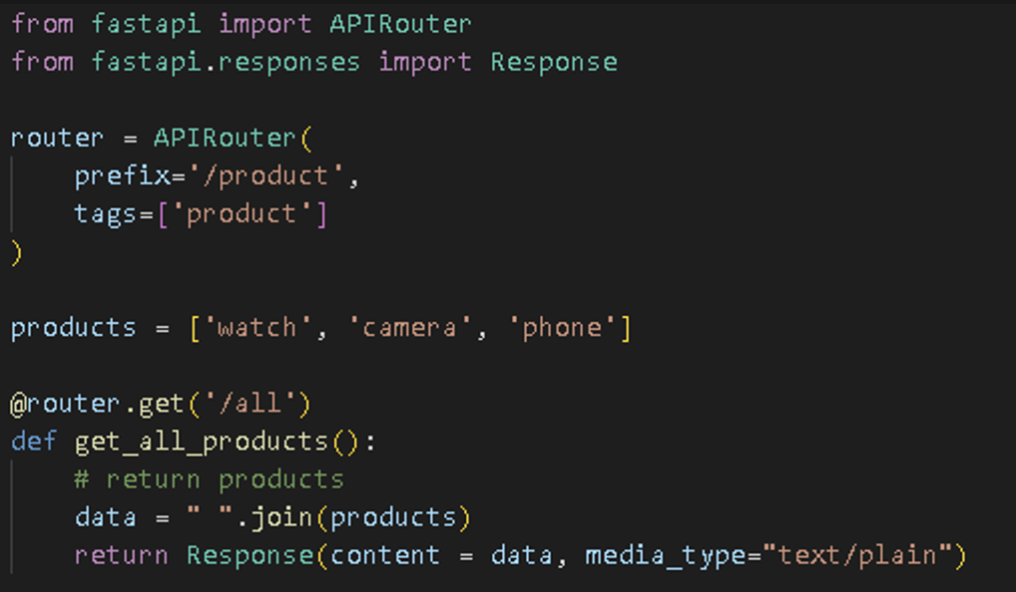 from fastapi import APIRouter
from fastapi.responses import Response

router = APIRouter(
    prefix='/product',
    tags=['product']
)

products = ['watch', 'camera', 'phone']

@router.get('/all')
def get_all_products():
    # return products
    data = " ".join(products)
    return Response(content = data, media_type="text/plain")